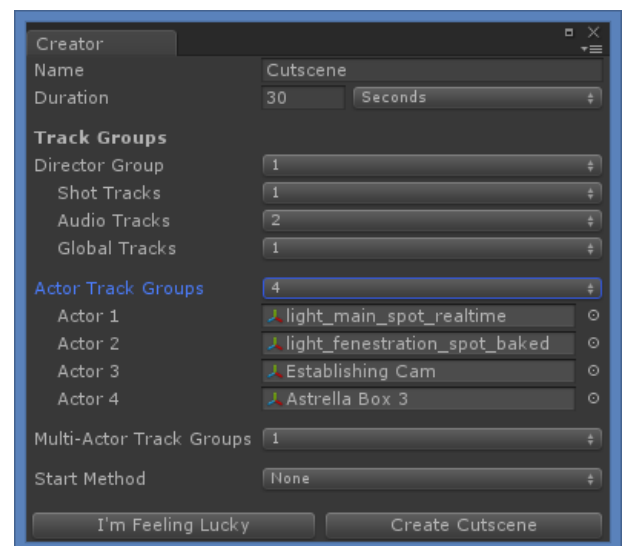 Creator
Name Cutscene
Duration 30 Seconds
Track Groups
Director Group 1
Shot Tracks 1
Audio Tracks 2
Global Tracks 1
Actor Track Groups 4
Actor 1 light_main_spot_realtime
Actor 2 light_fenestration_spot_baked
Actor 3 Establishing Cam
Actor 4 Astrella Box 3
Multi-Actor Track Groups 1
Start Method None
I'm Feeling Lucky Create Cutscene